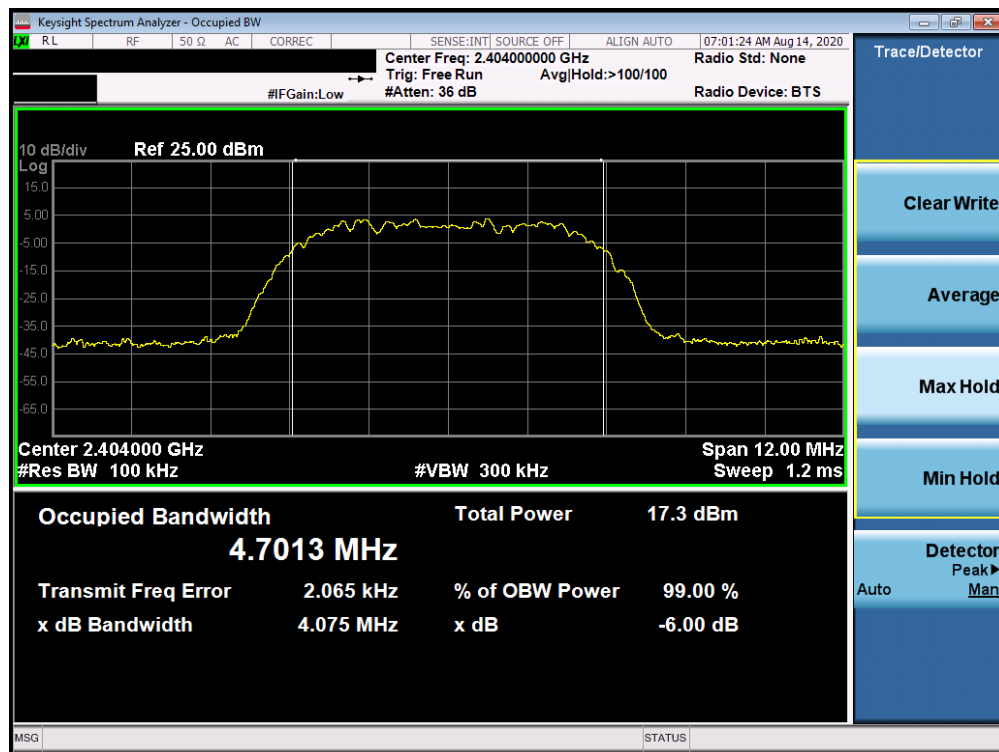 Keysight Spectrum Analyzer - Occupied BW
LXI RL RF 50 Ω AC CORREC SENSE:INT SOURCE OFF ALIGN AUTO 07:01:24 AM Aug 14, 2020
Center Freq: 2.404000000 GHz Radio Std: None
Trig: Free Run Avg|Hold:>100/100
#IFGain:Low #Atten: 36 dB Radio Device: BTS
Trace/Detector
10 dB/div Ref 25.00 dBm
Log
15.0
5.00
-5.00
-15.0
-25.0
-35.0
-45.0
-55.0
-65.0
Center 2.404000 GHz Span 12.00 MHz
#Res BW 100 kHz #VBW 300 kHz Sweep 1.2 ms
Occupied Bandwidth Total Power 17.3 dBm
4.7013 MHz
Transmit Freq Error 2.065 kHz % of OBW Power 99.00 %
x dB Bandwidth 4.075 MHz x dB -6.00 dB
Clear Write
Average
Max Hold
Min Hold
Detector
Peak▶
Auto Man
MSG STATUS